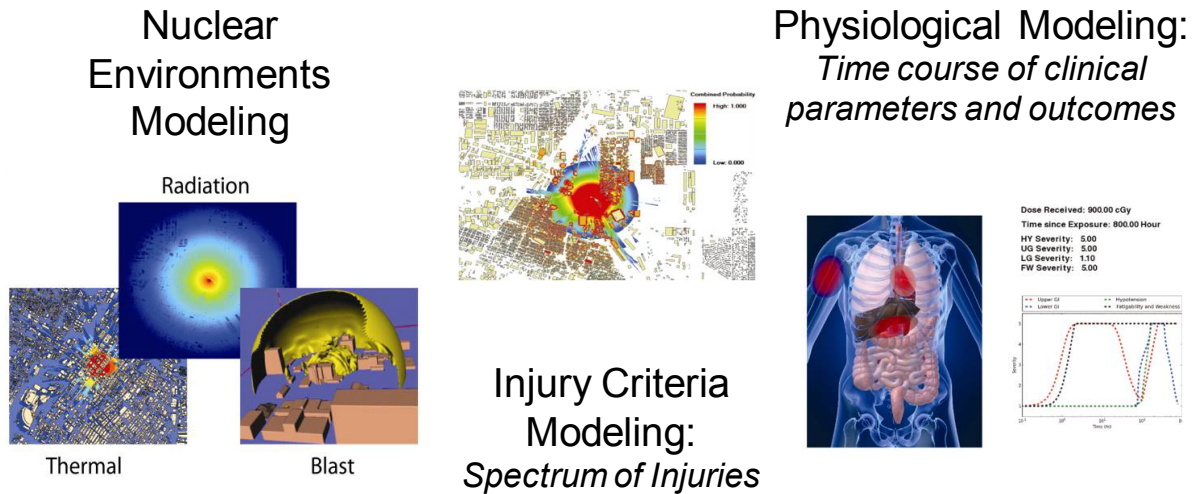 Nuclear
Environments
Modeling
Radiation
Thermal
Blast
Combined Probability
High: 1.000
Low: 0.000
Injury Criteria
Modeling:
Spectrum of Injuries
Physiological Modeling:
Time course of clinical
parameters and outcomes
Dose Received: 900.00 cGy
Time since Exposure: 800.00 Hour
HY Severity: 5.00
UG Severity: 5.00
LG Severity: 1.10
FW Severity: 5.00
Upper GI
Hypotension
Lower GI
Fatigability and Weakness
Severity
Time (hr)